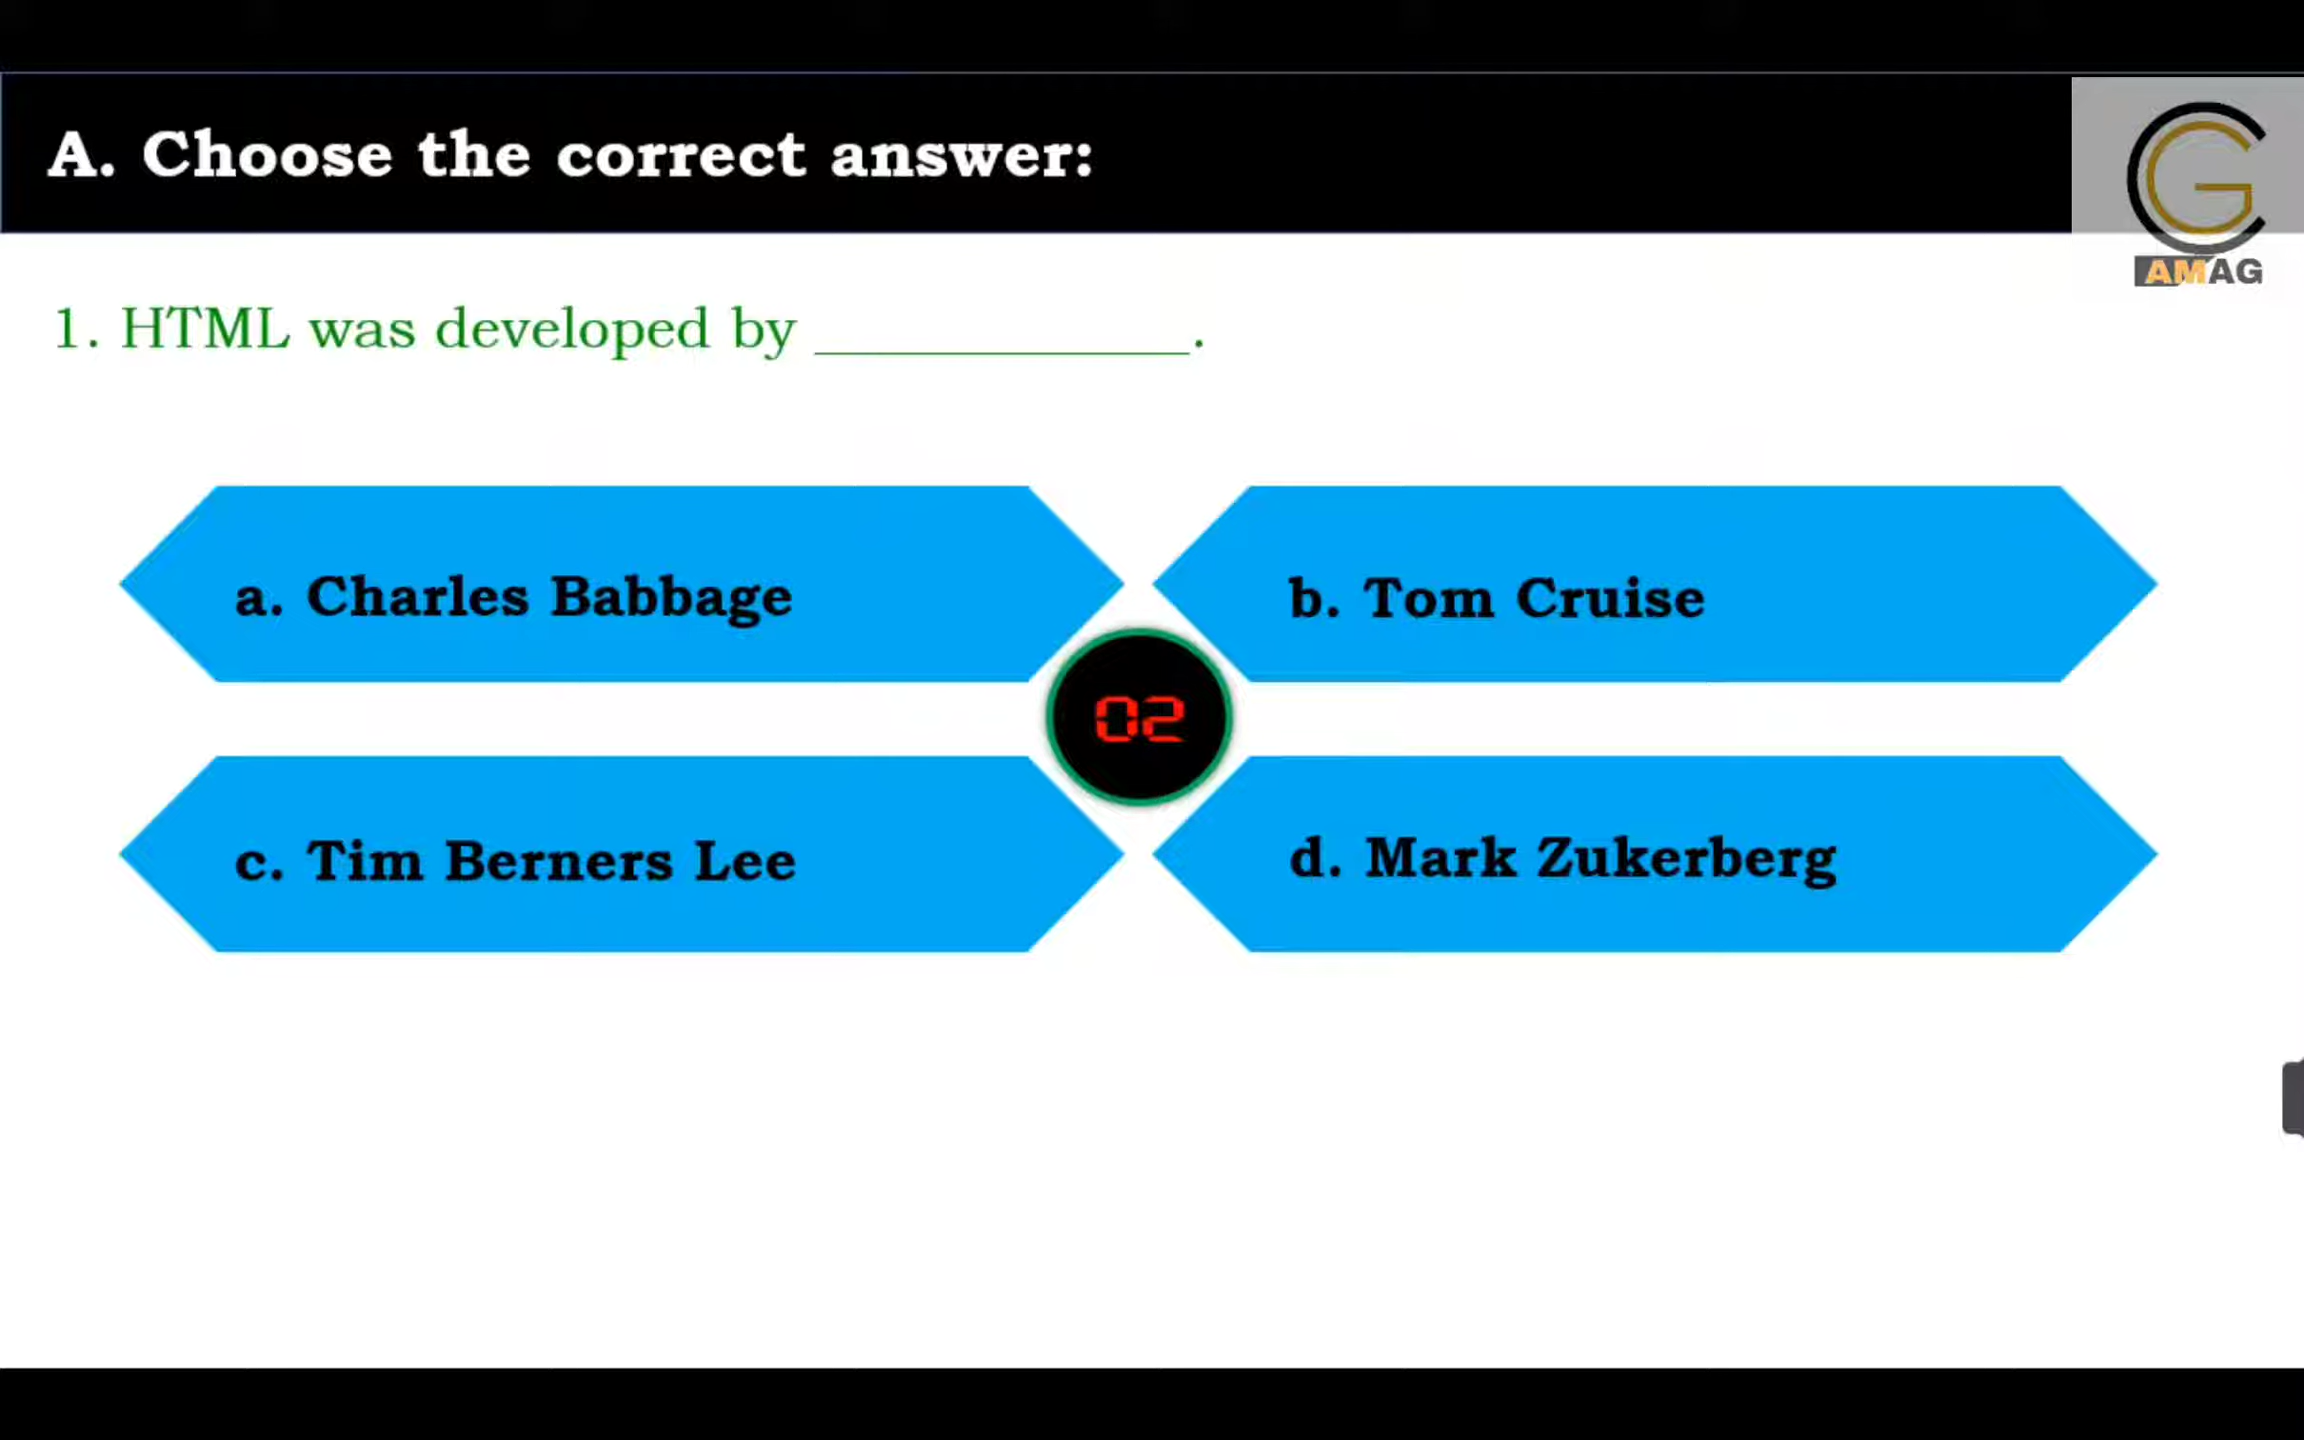 A. Choose the correct answer:
AMAG
1. HTML was developed by ____________.
a. Charles Babbage
b. Tom Cruise
02
c. Tim Berners Lee
d. Mark Zukerberg